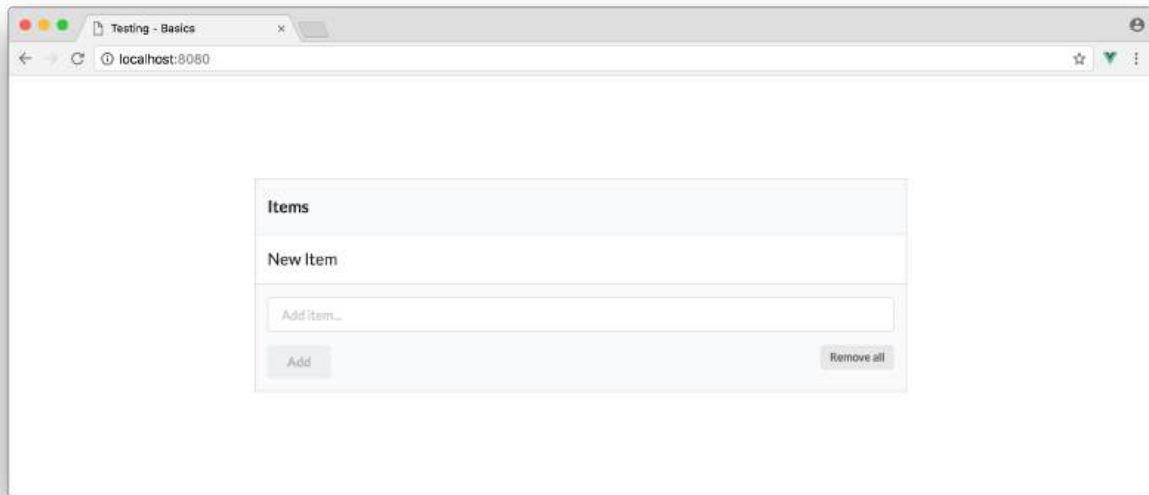 Testing - Basics
localhost:8080
Items
New Item
Add item...
Add
Remove all